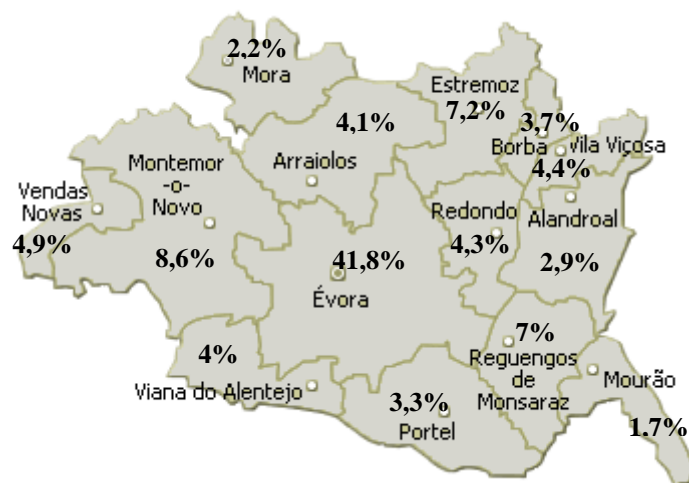 2,2%
Mora
Estremoz
7,2%
4,1%
Arraiolos
3,7%
Borba
Vila Viçosa
4,4%
Montemor
-o-
Novo
8,6%
Vendas
Novas
4,9%
Redondo
4,3%
Alandroal
2,9%
41,8%
Évora
7%
Reguengos
de
Monsaraz
4%
Viana do Alentejo
3,3%
Portel
Mourão
1,7%